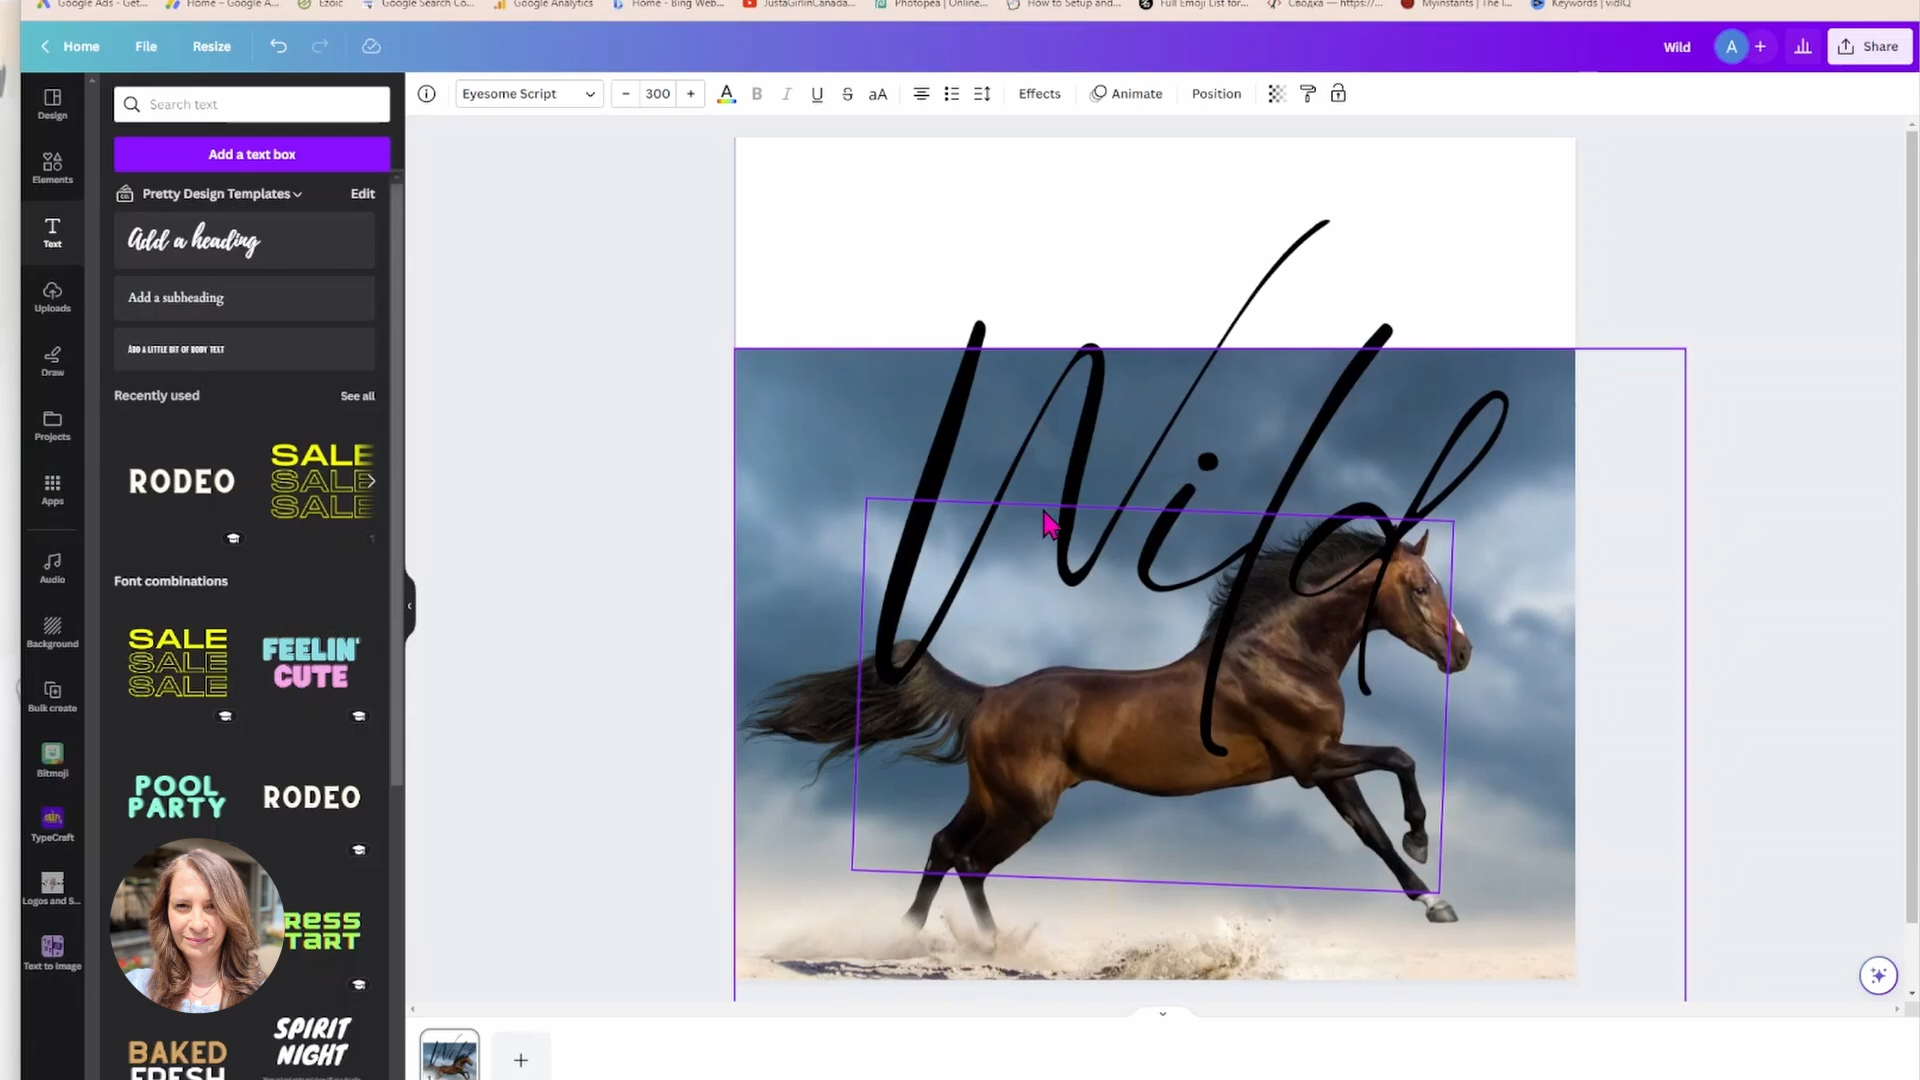 Google Ads - Get...
Home – Google A...
Ezoic
Google Search Co...
Google Analytics
Home - Bing Web...
JustaGirlinCanada...
Photopea | Online...
How to Setup and...
Full Emoji List for...
Сводка — https://...
Myinstants | The l...
Keywords | vidIQ
Home
File
Resize
Wild
A
+
Share
Eyesome Script
− 300 +
A B I U S aA
Effects
Animate
Position
Design
Elements
Text
Uploads
Draw
Projects
Apps
Audio
Background
Bulk create
Bitmoji
TypeCraft
Logos and S...
Text to Image
Search text
Add a text box
Pretty Design Templates
Edit
Add a heading
Add a subheading
Add a little bit of body text
Recently used
See all
RODEO
SALE
SALE
SALE
Font combinations
SALE
SALE
SALE
FEELIN'
CUTE
POOL
PARTY
RODEO
RESS
TART
BAKED
FRESH
SPIRIT
NIGHT
Wild
Wild
1
+